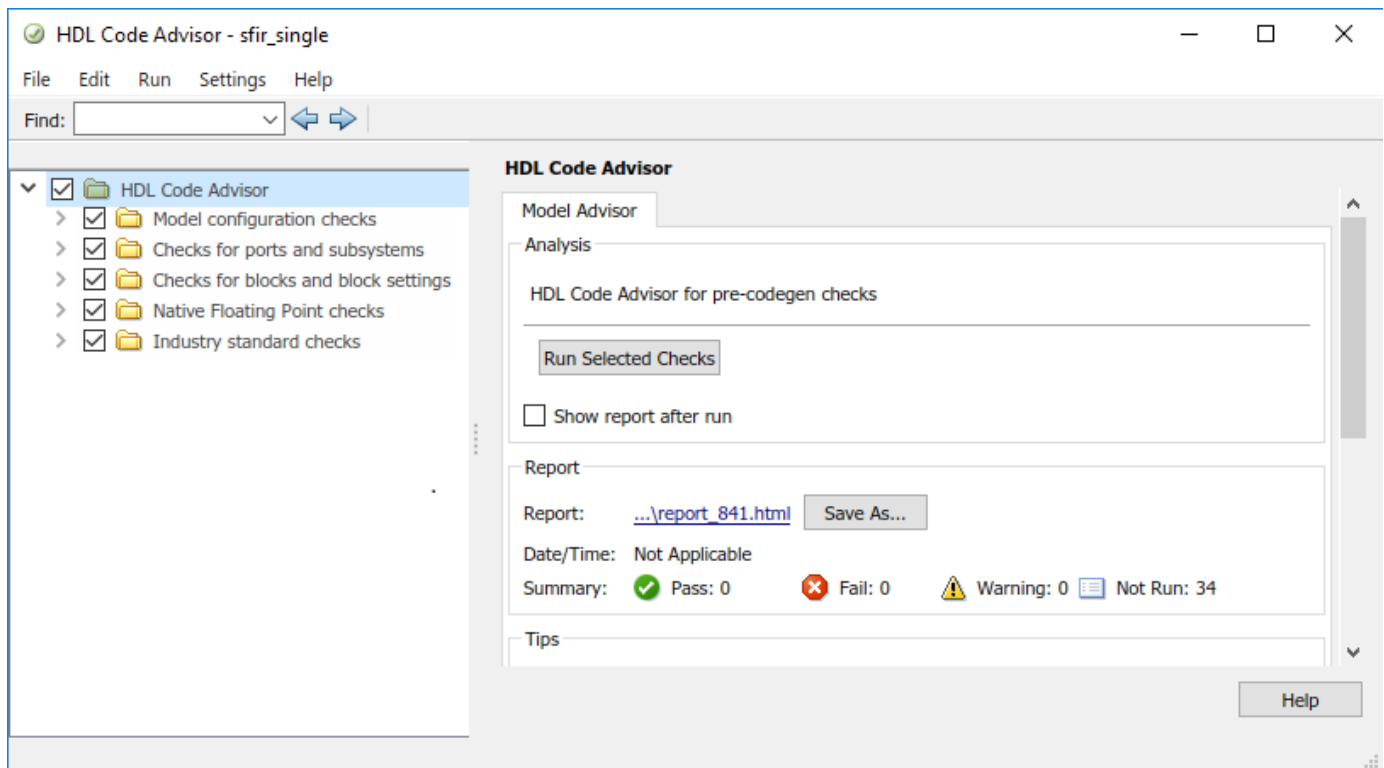 HDL Code Advisor - sfir_single
File Edit Run Settings Help
Find:
HDL Code Advisor
Model configuration checks
Checks for ports and subsystems
Checks for blocks and block settings
Native Floating Point checks
Industry standard checks
HDL Code Advisor
Model Advisor
Analysis
HDL Code Advisor for pre-codegen checks
Run Selected Checks
Show report after run
Report
Report: ...\report_841.html Save As...
Date/Time: Not Applicable
Summary: Pass: 0 Fail: 0 Warning: 0 Not Run: 34
Tips
Help